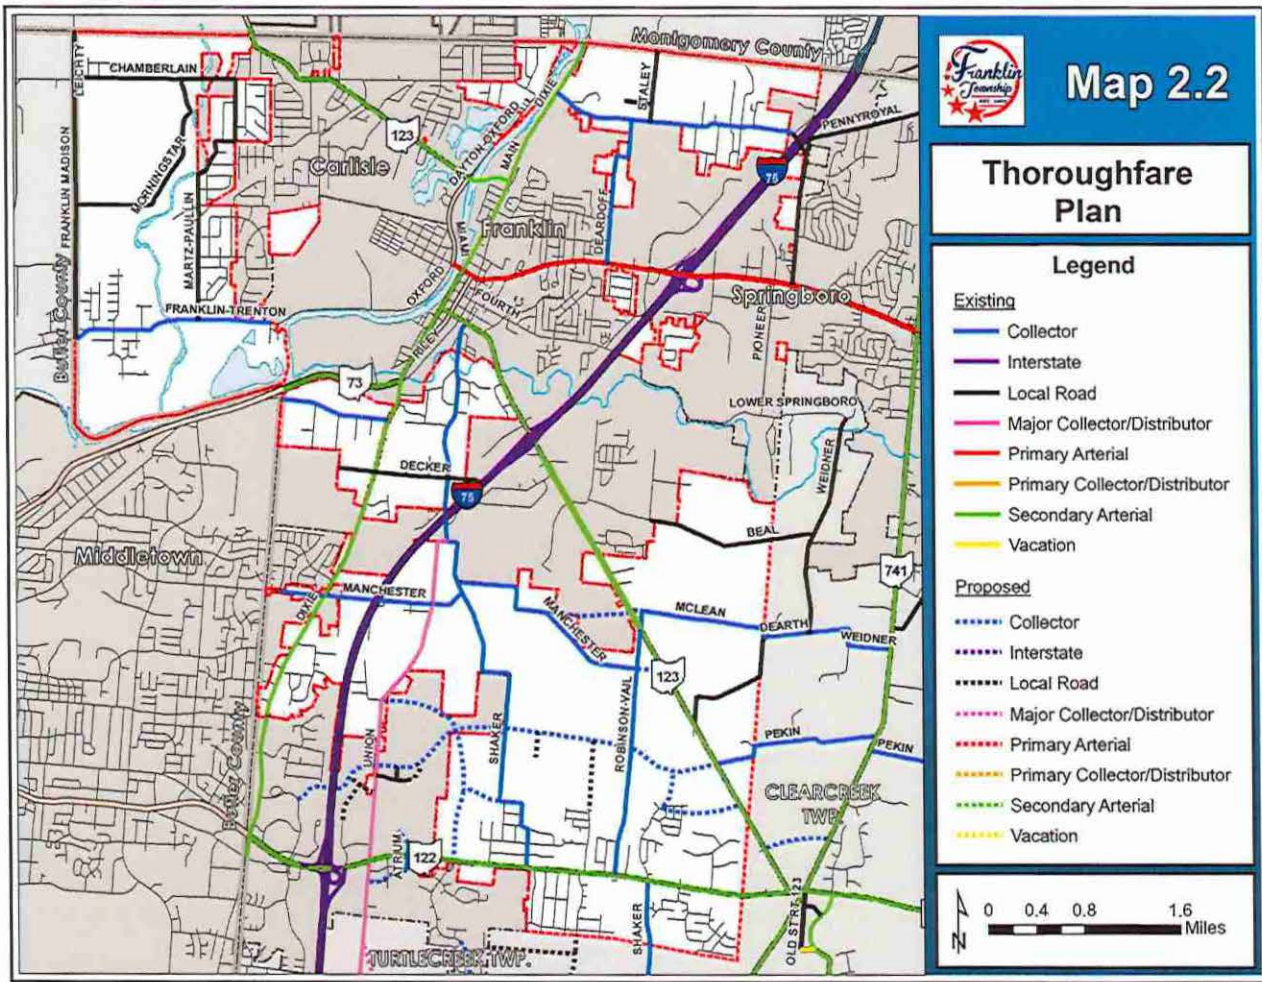 Montgomery County
LEICHTY
CHAMBERLAIN
STALEY
PENNYROYAL
123
DAYTON-OXFORD
MAIN
DIXIE
75
Carlisle
MORNINGSTAR
FRANKLIN MADISON
MARTZ-PAULLIN
MIAMI
Franklin
DEARDOFF
OXFORD
FOURTH
Springboro
FRANKLIN-TRENTON
RILEY
PIONEER
Butler County
73
LOWER SPRINGBORO
WEIDNER
DECKER
75
BEAL
Middletown
741
MANCHESTER
DIXIE
MANCHESTER
MCLEAN
DEARTH
WEIDNER
123
ROBINSON-VAIL
SHAKER
UNION
PEKIN
PEKIN
Butler County
CLEARCREEK
TWP.
ATRIUM
122
SHAKER
OLD ST RT 123
TURTLECREEK TWP.
Franklin
Township
Map 2.2
Thoroughfare
Plan
Legend
Existing
Collector
Interstate
Local Road
Major Collector/Distributor
Primary Arterial
Primary Collector/Distributor
Secondary Arterial
Vacation
Proposed
Collector
Interstate
Local Road
Major Collector/Distributor
Primary Arterial
Primary Collector/Distributor
Secondary Arterial
Vacation
N
0 0.4 0.8 1.6
Miles